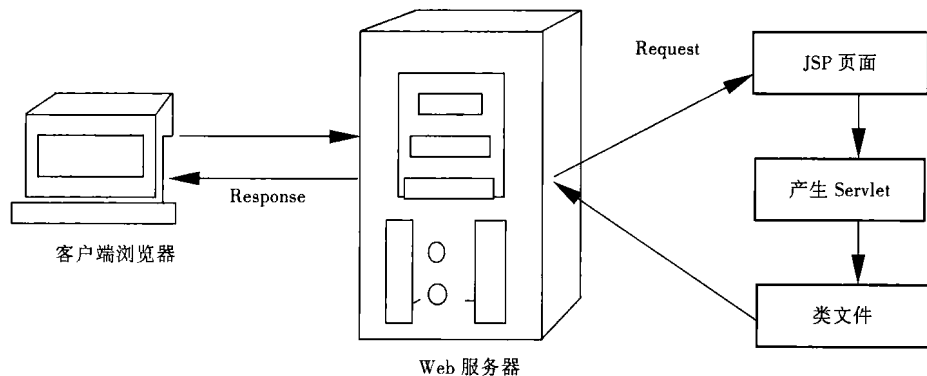 Request
JSP 页面
Response
产生 Servlet
客户端浏览器
类文件
Web 服务器